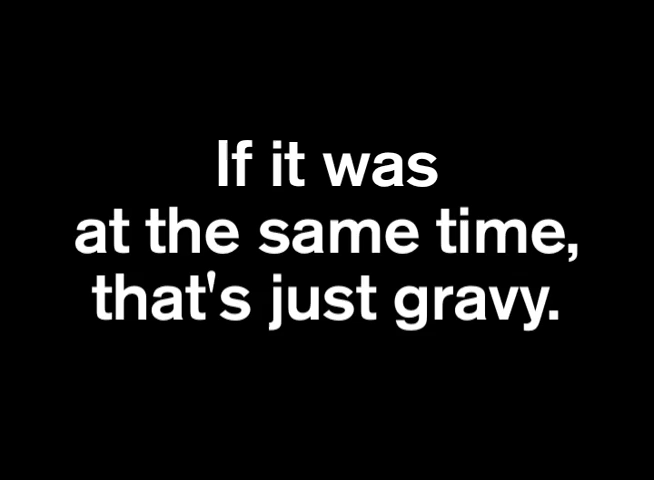 If it was
at the same time,
that's just gravy.